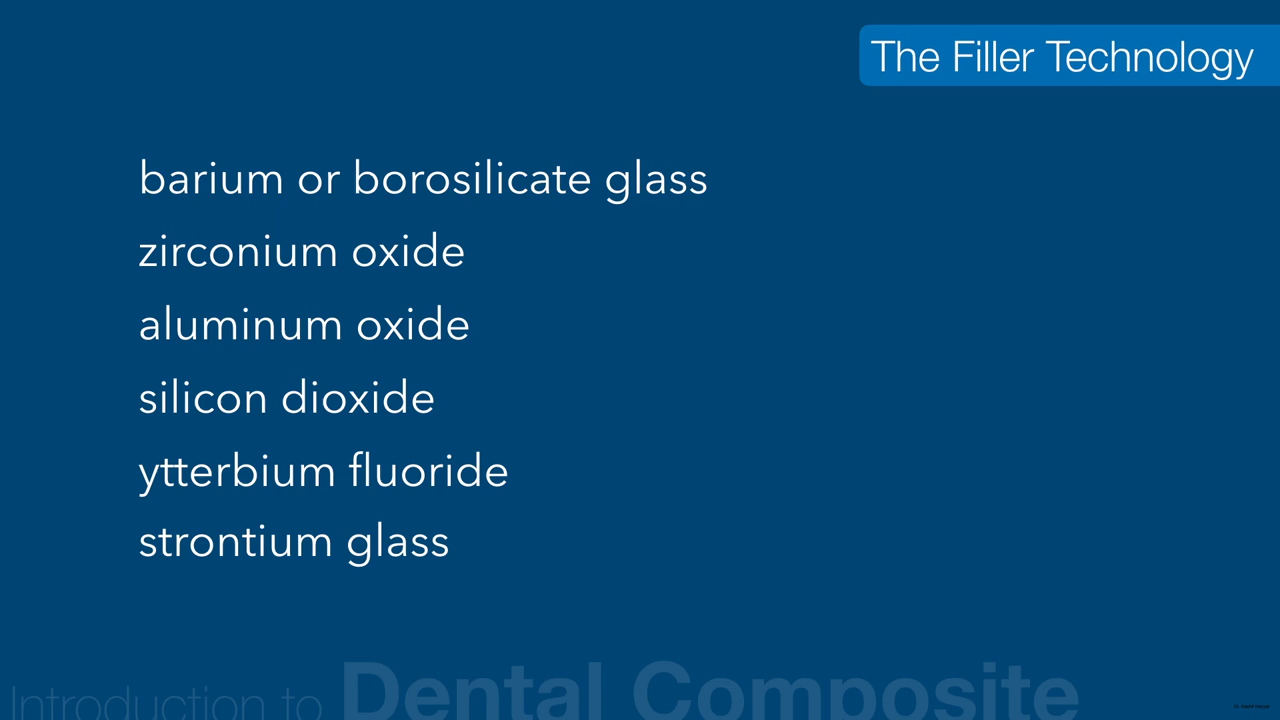 The Filler Technology
barium or borosilicate glass
zirconium oxide
aluminum oxide
silicon dioxide
ytterbium fluoride
strontium glass
Introduction to Dental Composite